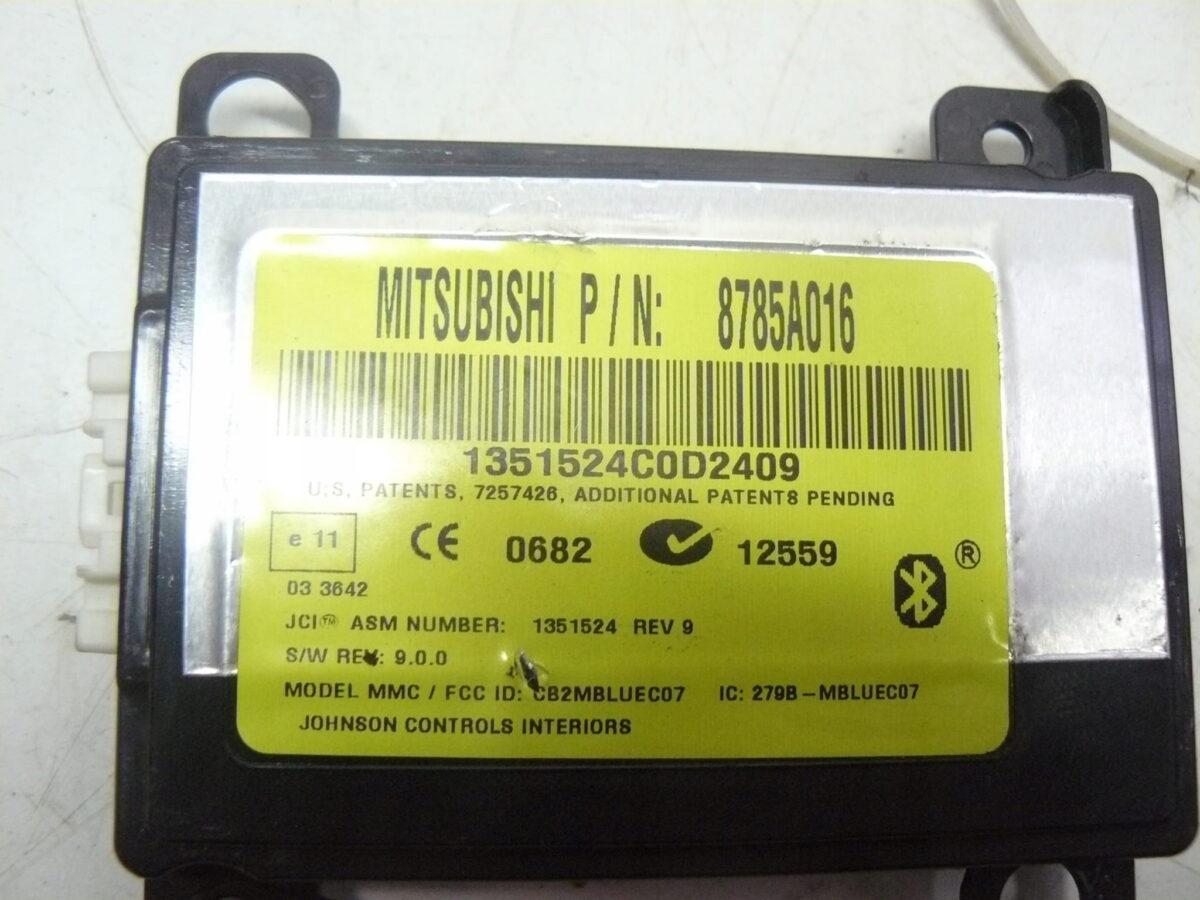 MITSUBISHI P/N: 8785A016
1351524C0D2409
U.S. PATENTS, 7257426, ADDITIONAL PATENTS PENDING
e 11 CE 0682 12559 ®
03 3642
JCI™ ASM NUMBER: 1351524 REV 9
S/W REV: 9.0.0
MODEL MMC / FCC ID: CB2MBLUEC07 IC: 279B-MBLUEC07
JOHNSON CONTROLS INTERIORS